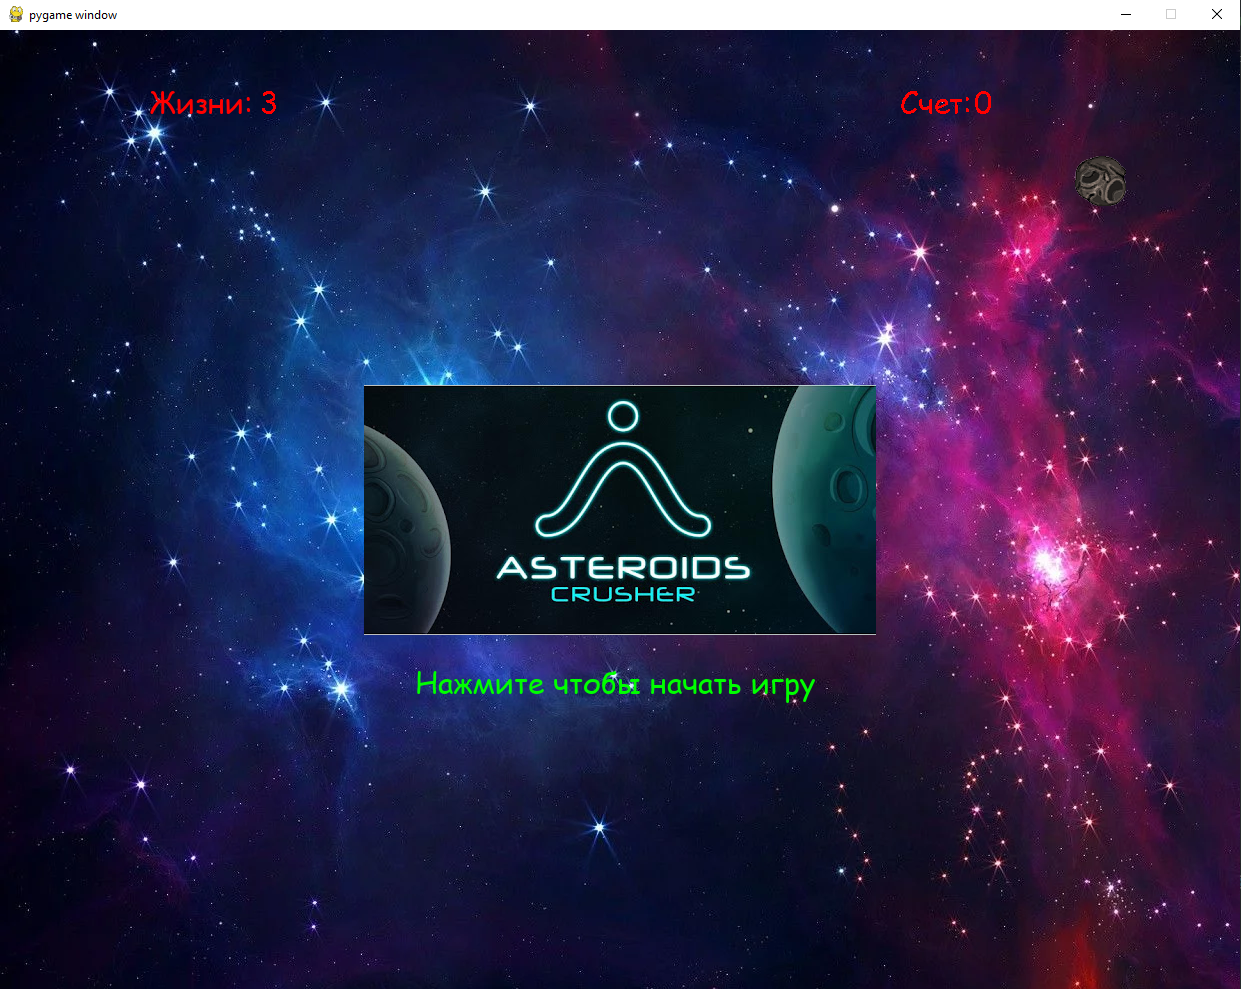 pygame window
Жизни: 3
Счет:0
ASTEROIDS
CRUSHER
Нажмите чтобы начать игру